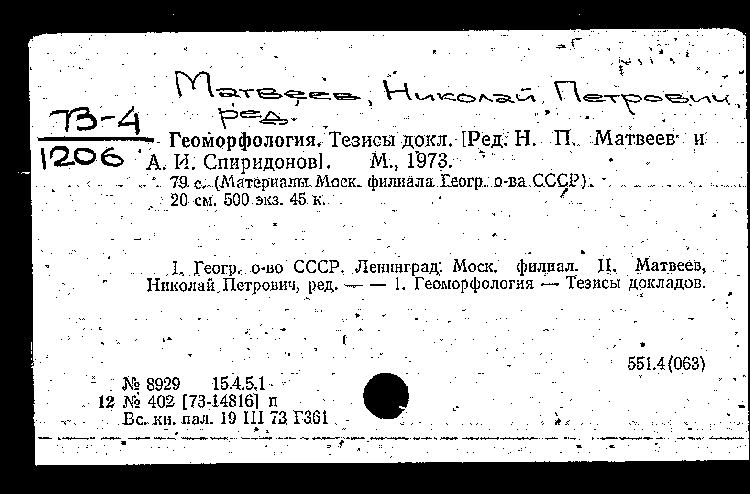 Матвеев, Николай Петрович,
ред.
ТЗ-4
1206
Геоморфология. Тезисы докл. [Ред. Н. П. Матвеев и
А. И. Спиридонов]. М., 1973.
79 с. (Материалы Моск. филиала Геогр. о-ва СССР).
20 см. 500 экз. 45 к.
I. Геогр. о-во СССР. Ленинград. Моск. филиал. II. Матвеев,
Николай Петрович, ред. — — 1. Геоморфология — Тезисы докладов.
551.4(063)
№ 8929 15.4.5.1
12 № 402 [73-14816] п
Вс. кн. пал. 19 III 73 Г361